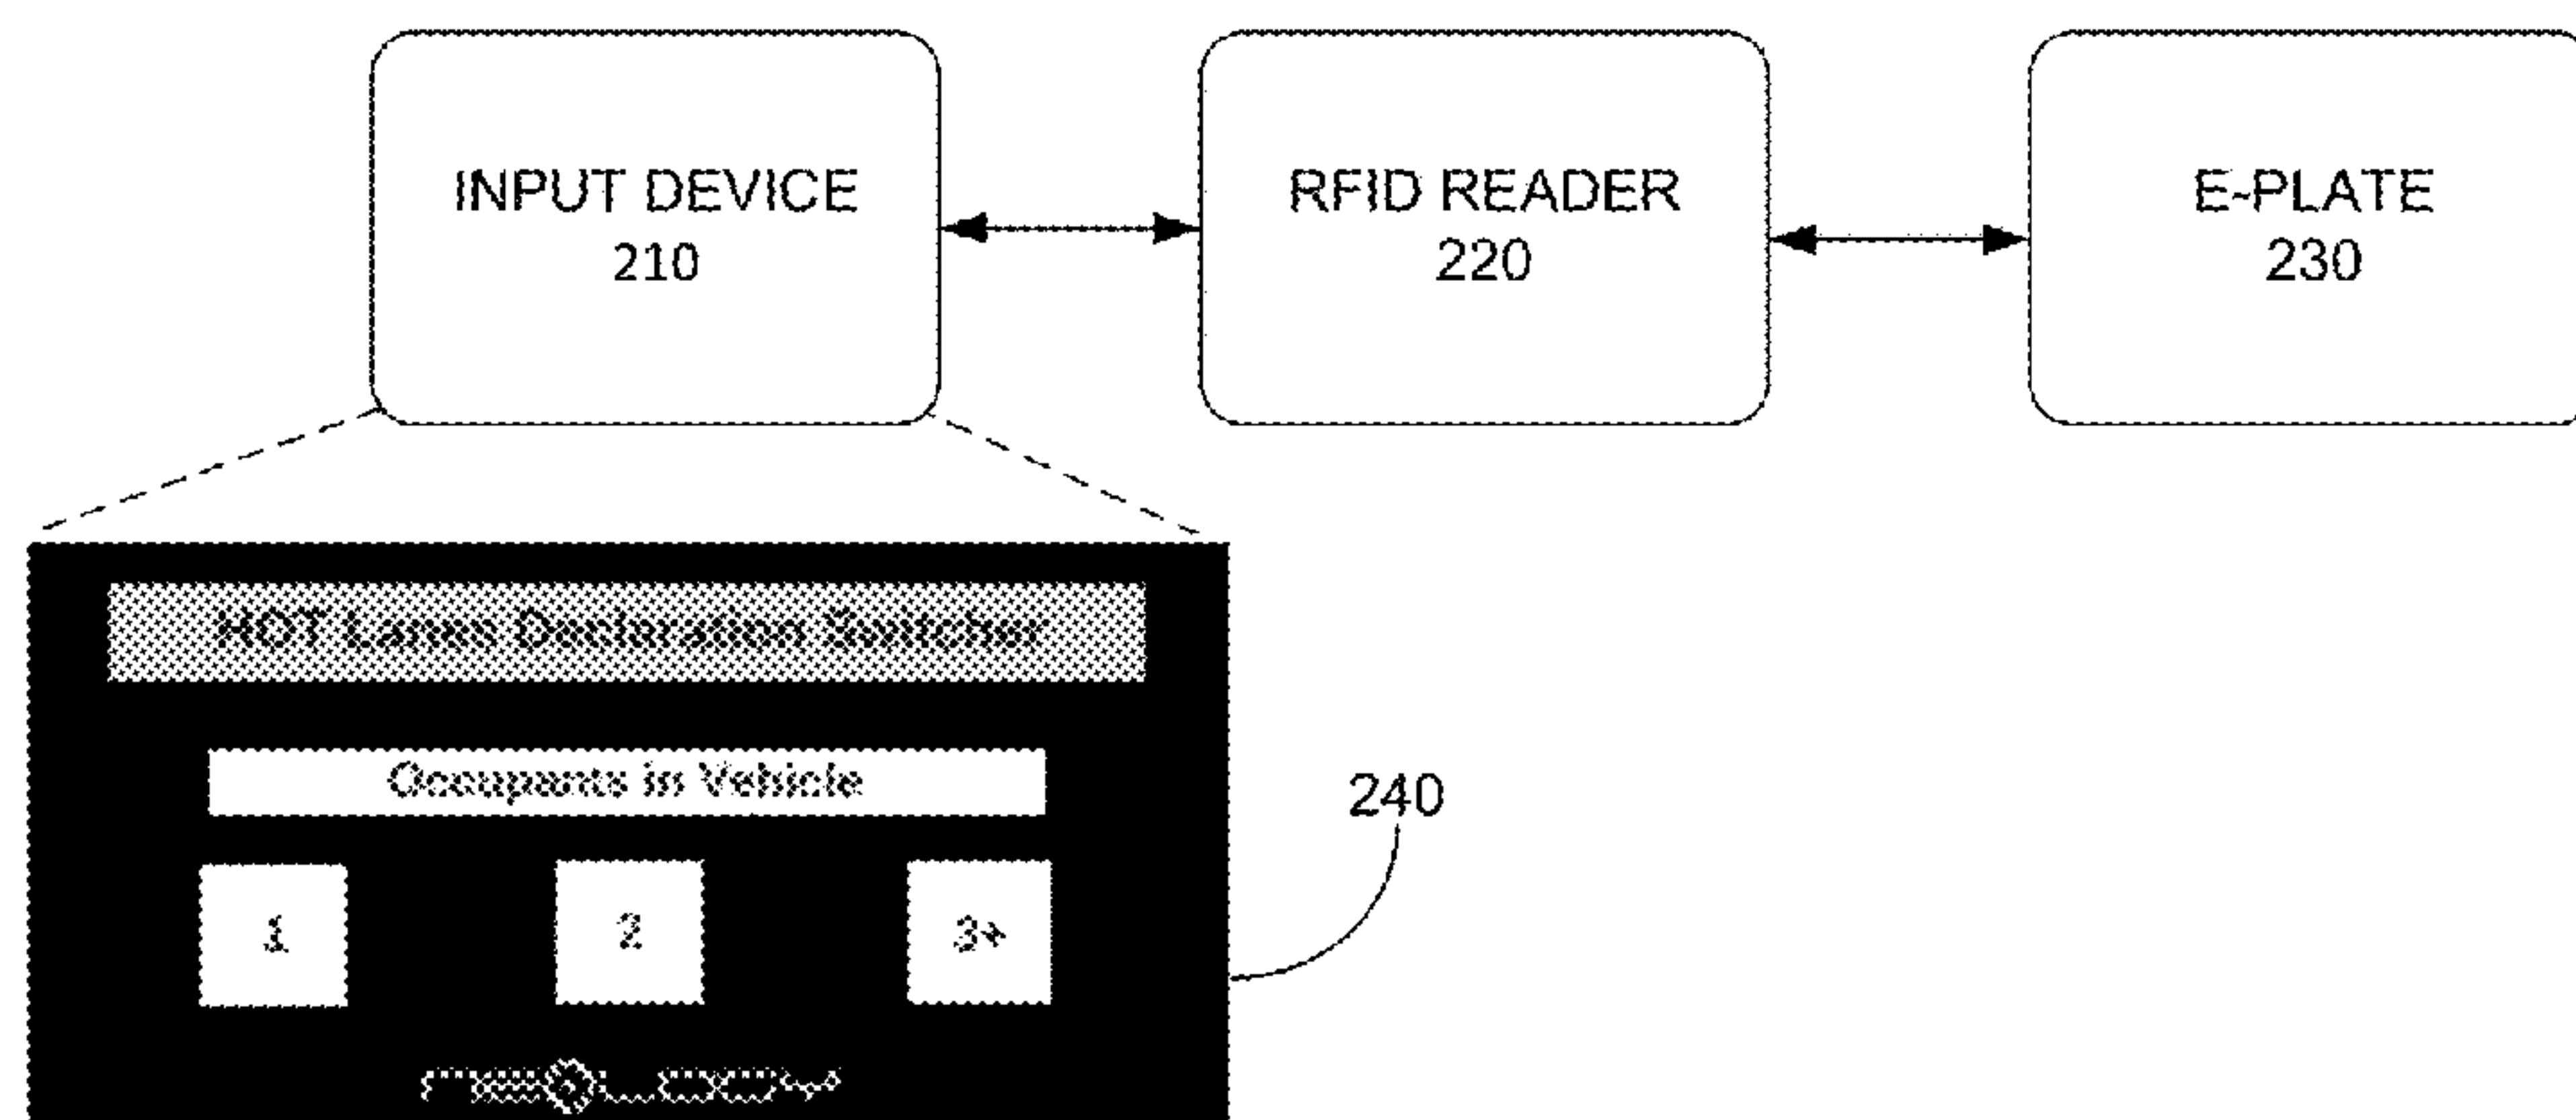 INPUT DEVICE
210
RFID READER
220
E-PLATE
230
HOT Lanes Declaration Switcher
Occupants in Vehicle
1
2
3+
240